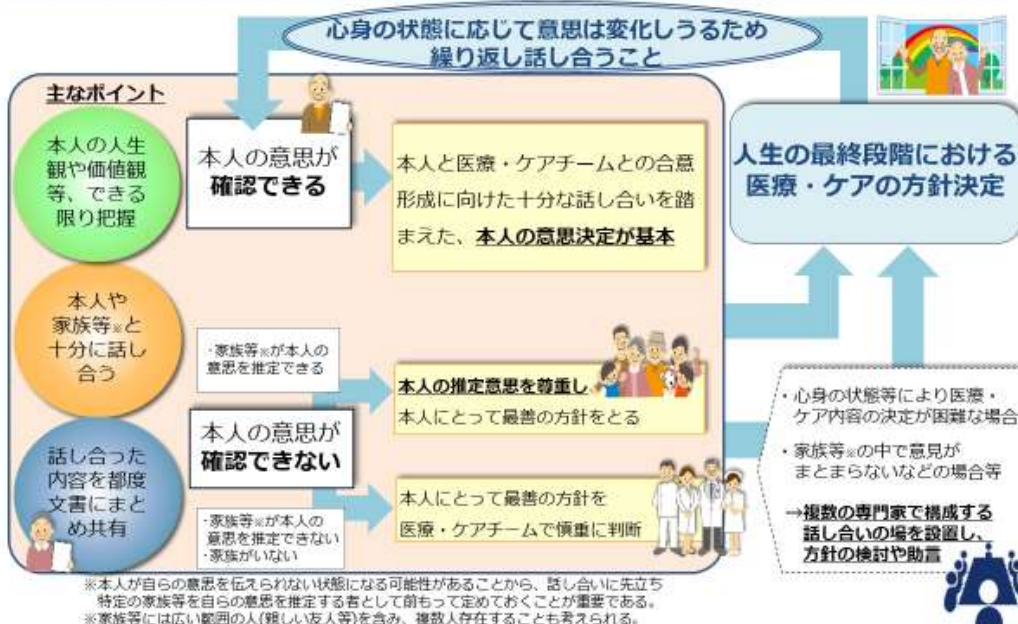 心身の状態に応じて意思は変化しうるため
繰り返し話し合うこと
主なポイント
本人の人生
観や価値観
等、できる
限り把握
本人や
家族等※と
十分に話し
合う
話し合った
内容を都度
文書にまと
め共有
本人の意思が
確認できる
本人と医療・ケアチームとの合意
形成に向けた十分な話し合いを踏
まえた、本人の意思決定が基本
・家族等※が本人の
意思を推定できる
本人の意思が
確認できない
・家族等※が本人の
意思を推定できない
・家族がいない
本人の推定意思を尊重し
本人にとって最善の方針をとる
本人にとって最善の方針を
医療・ケアチームで慎重に判断
人生の最終段階における
医療・ケアの方針決定
・心身の状態等により医療・
ケア内容の決定が困難な場合
・家族等※の中で意見が
まとまらないなどの場合等
→複数の専門家で構成する
話し合いの場を設置し、
方針の検討や助言
※本人が自らの意思を伝えられない状態になる可能性があることから、話し合いに先立ち
特定の家族等を自らの意思を推定する者として前もって定めておくことが重要である。
※家族等には広い範囲の人(親しい友人等)を含み、複数人存在することも考えられる。